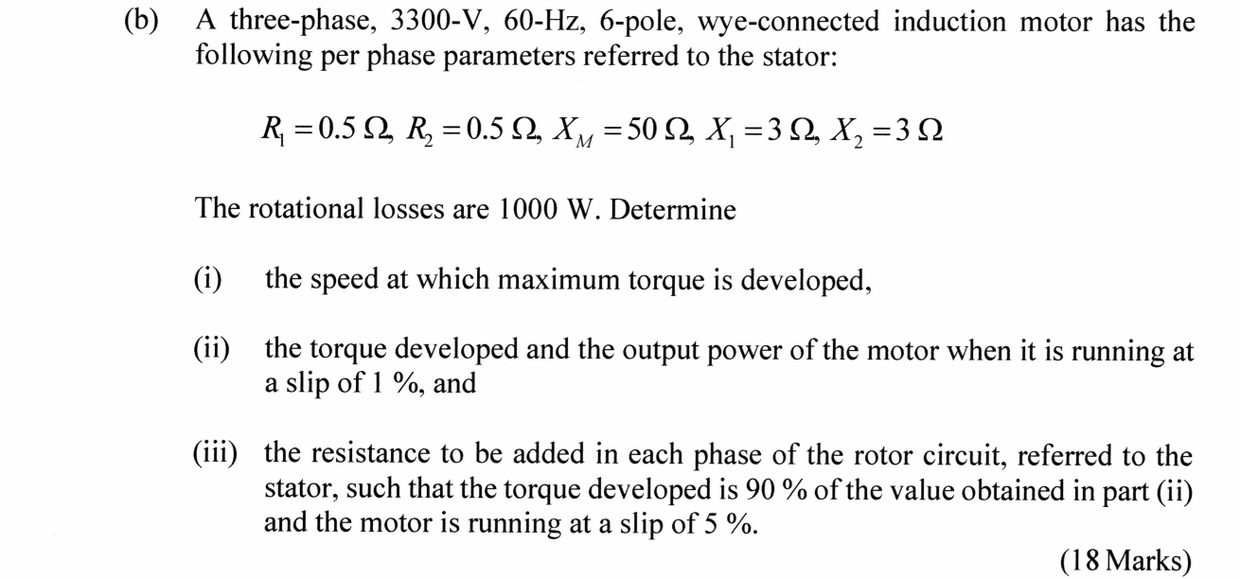 (b) A three-phase, 3300-V, 60-Hz, 6-pole, wye-connected induction motor has the
following per phase parameters referred to the stator:
R₁ = 0.5 Ω, R₂ = 0.5 Ω, X_M = 50 Ω, X₁ = 3 Ω, X₂ = 3 Ω
The rotational losses are 1000 W. Determine
(i) the speed at which maximum torque is developed,
(ii) the torque developed and the output power of the motor when it is running at
a slip of 1 %, and
(iii) the resistance to be added in each phase of the rotor circuit, referred to the
stator, such that the torque developed is 90 % of the value obtained in part (ii)
and the motor is running at a slip of 5 %.
(18 Marks)